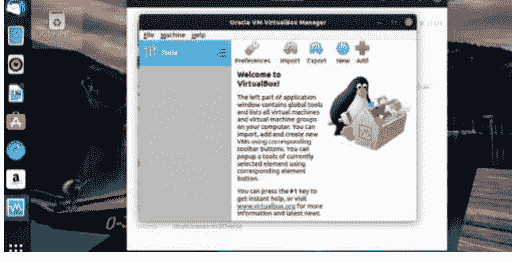 Oracle VM VirtualBox Manager
File Machine Help
Tools
Preferences Import Export New Add
Welcome to
VirtualBox!
The left part of application
window contains global tools
and lists all virtual machines
and virtual machine groups
on your computer. You can
import, add and create new
VMs using corresponding
toolbar buttons. You can
popup a tools of currently
selected element using
corresponding element
button.
You can press the F1 key to
get instant help, or visit
www.virtualbox.org for more
information and latest news.